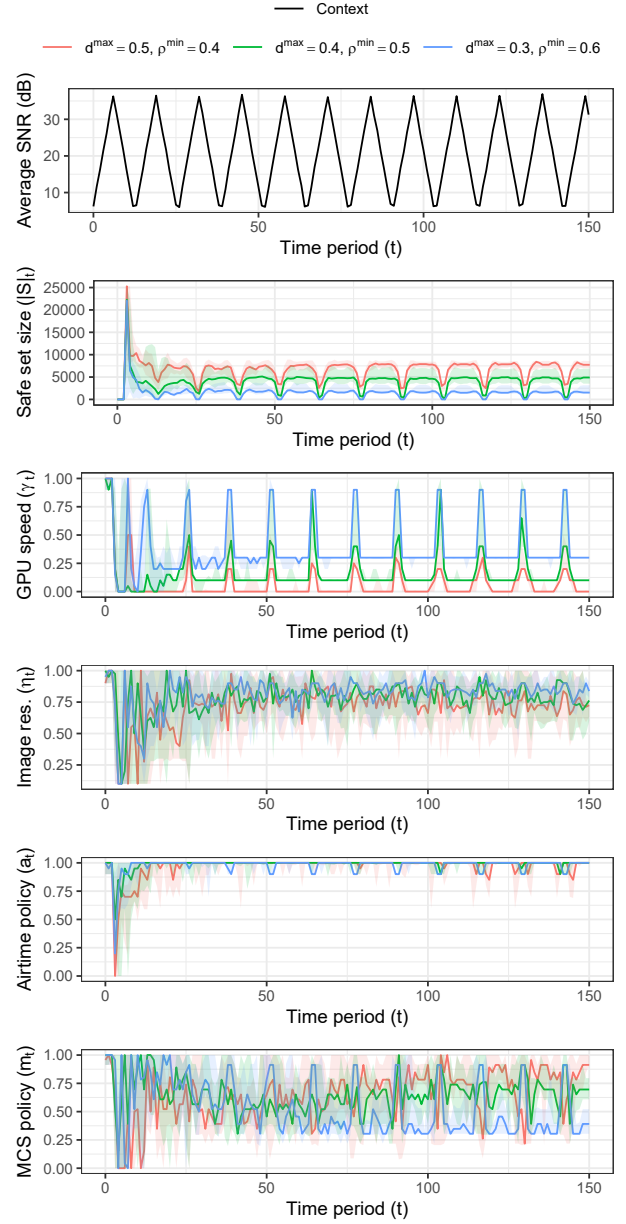 Context
dᵐᵃˣ = 0.5, ρᵐⁱⁿ = 0.4 dᵐᵃˣ = 0.4, ρᵐⁱⁿ = 0.5 dᵐᵃˣ = 0.3, ρᵐⁱⁿ = 0.6
Average SNR (dB)
30
20
10
0 50 100 150
Time period (t)
Safe set size (|S|ₜ)
25000
20000
15000
10000
5000
0
0 50 100 150
Time period (t)
GPU speed (γₜ)
1.00
0.75
0.50
0.25
0.00
0 50 100 150
Time period (t)
Image res. (ηₜ)
1.00
0.75
0.50
0.25
0 50 100 150
Time period (t)
Airtime policy (aₜ)
1.00
0.75
0.50
0.25
0.00
0 50 100 150
Time period (t)
MCS policy (mₜ)
1.00
0.75
0.50
0.25
0.00
0 50 100 150
Time period (t)